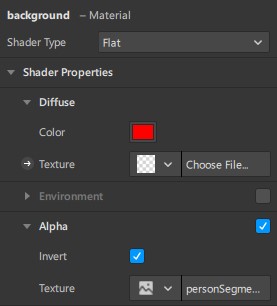 background – Material
Shader Type Flat
Shader Properties
Diffuse
Color
Texture Choose File...
Environment
Alpha
Invert
Texture personSegme...